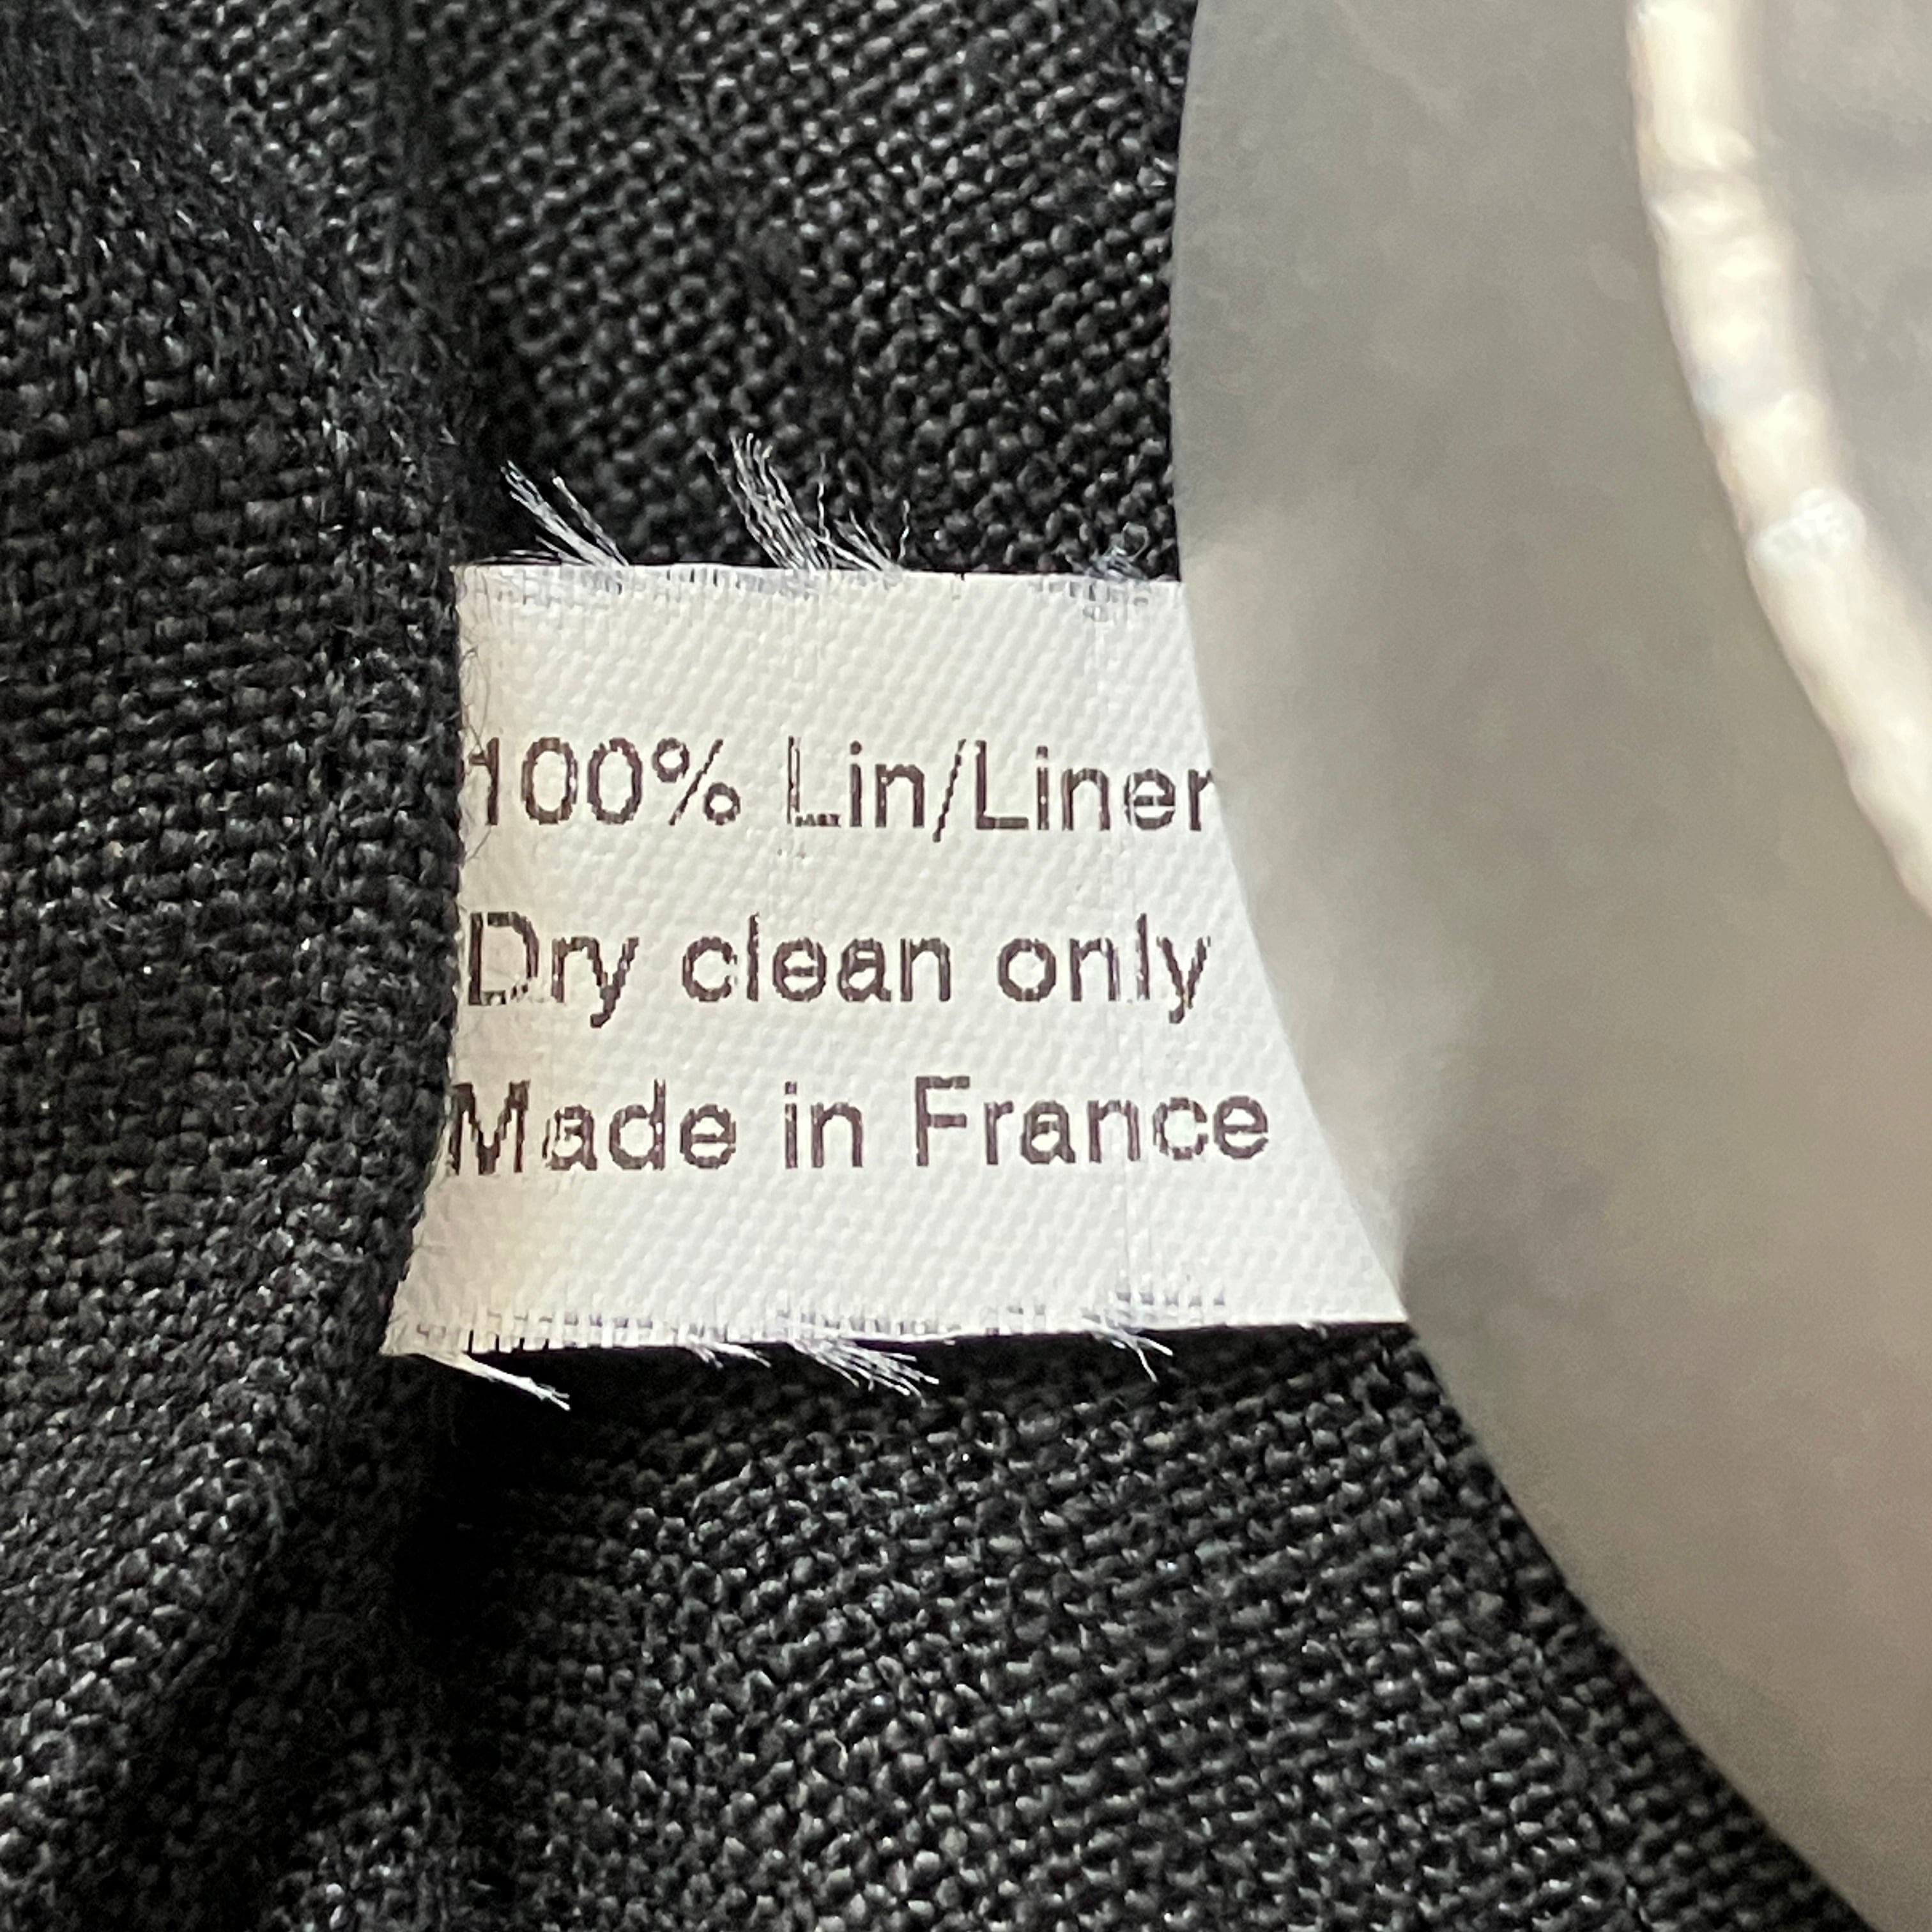 100% Lin/Linen
Dry clean only
Made in France